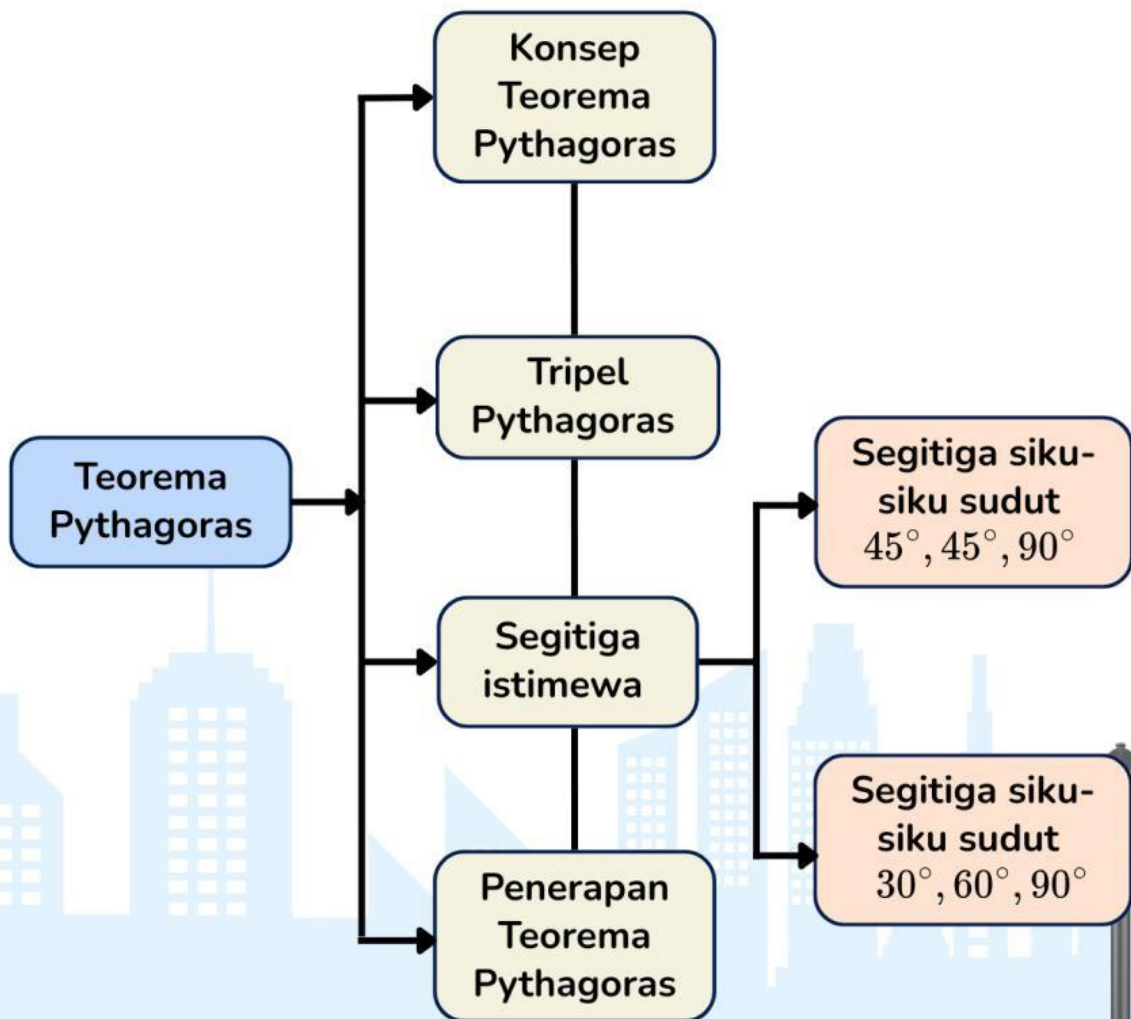 Teorema
Pythagoras
Konsep
Teorema
Pythagoras
Tripel
Pythagoras
Segitiga
istimewa
Penerapan
Teorema
Pythagoras
Segitiga siku-
siku sudut
45°, 45°, 90°
Segitiga siku-
siku sudut
30°, 60°, 90°